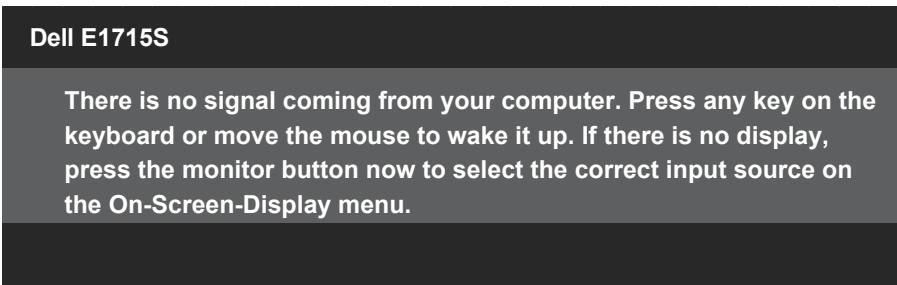 Dell E1715S
There is no signal coming from your computer. Press any key on the
keyboard or move the mouse to wake it up. If there is no display,
press the monitor button now to select the correct input source on
the On-Screen-Display menu.